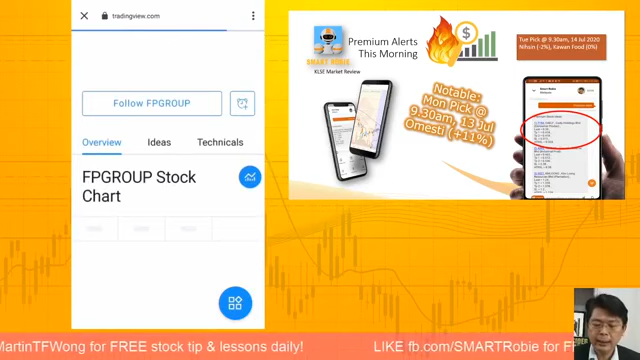 tradingview.com
Follow FPGROUP
Overview
Ideas
Technicals
FPGROUP Stock
Chart
SMART ROBIE
KLSE Market Review
Premium Alerts
This Morning
Tue Pick @ 9.30am, 14 Jul 2020
Nihsin (-2%), Kawan Food (0%)
Notable:
Mon Pick @
9.30am, 13 Jul
Omesti (+11%)
MartinTFWong for FREE stock tip & lessons daily!
LIKE fb.com/SMARTRobie for